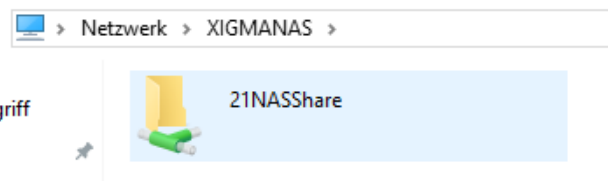 Netzwerk > XIGMANAS >
griff
21NASShare